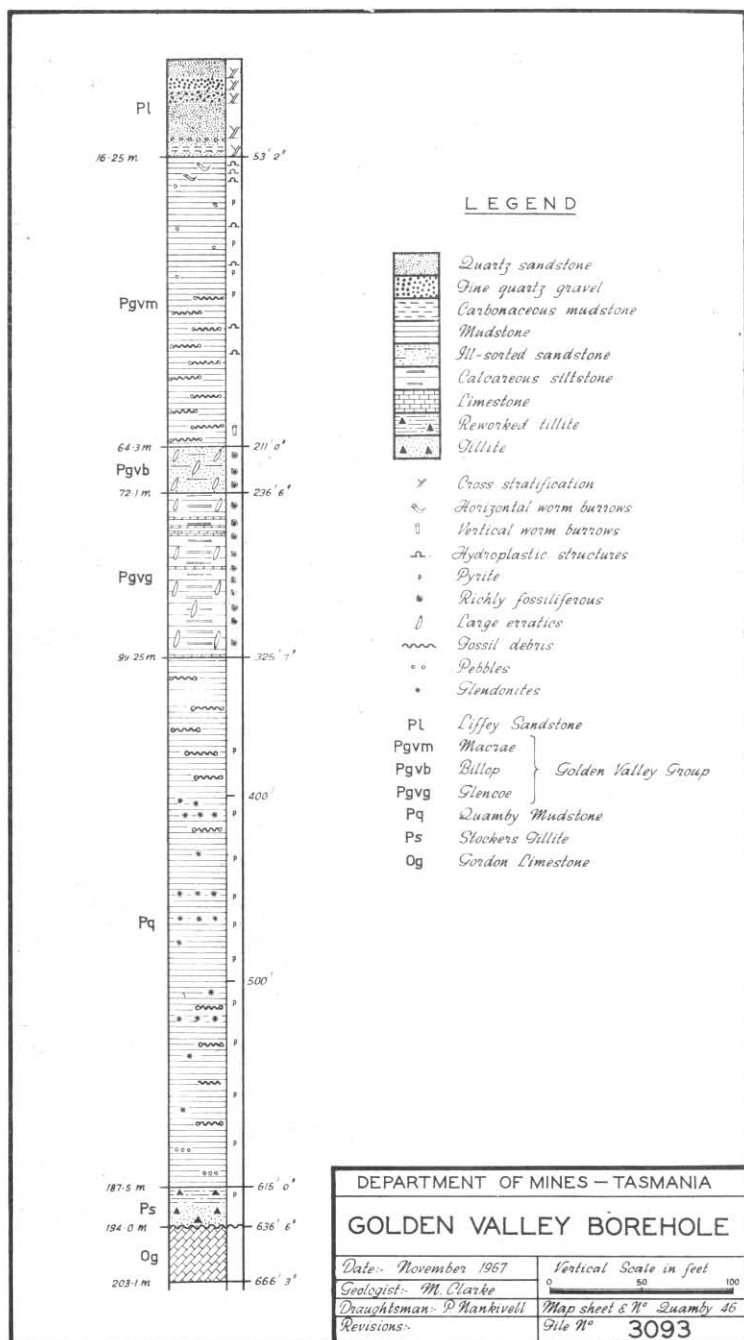 Pl
16·25 m 53' 2"
Pgvm
64·3 m 211' 0"
Pgvb
72·1 m 236' 6"
Pgvg
99·25 m 325' 7"
400'
Pq
500'
187·5 m 615' 0"
Ps
194·0 m 636' 6"
Og
203·1 m 666' 3"
LEGEND
Quartz sandstone
Fine quartz gravel
Carbonaceous mudstone
Mudstone
Ill-sorted sandstone
Calcareous siltstone
Limestone
Reworked tillite
Tillite
Cross stratification
Horizontal worm burrows
Vertical worm burrows
Hydroplastic structures
p Pyrite
Richly fossiliferous
Large erratics
Fossil debris
Pebbles
Glendonites
Pl Liffey Sandstone
Pgvm Macrae
Pgvb Billop Golden Valley Group
Pgvg Glencoe
Pq Quamby Mudstone
Ps Stockers Tillite
Og Gordon Limestone
DEPARTMENT OF MINES — TASMANIA
GOLDEN VALLEY BOREHOLE
Date:- November 1967 Vertical Scale in feet
0 50 100
Geologist:- M. Clarke
Draughtsman:- P Nankivell Map sheet & Nº Quamby 46
Revisions:- File Nº 3093